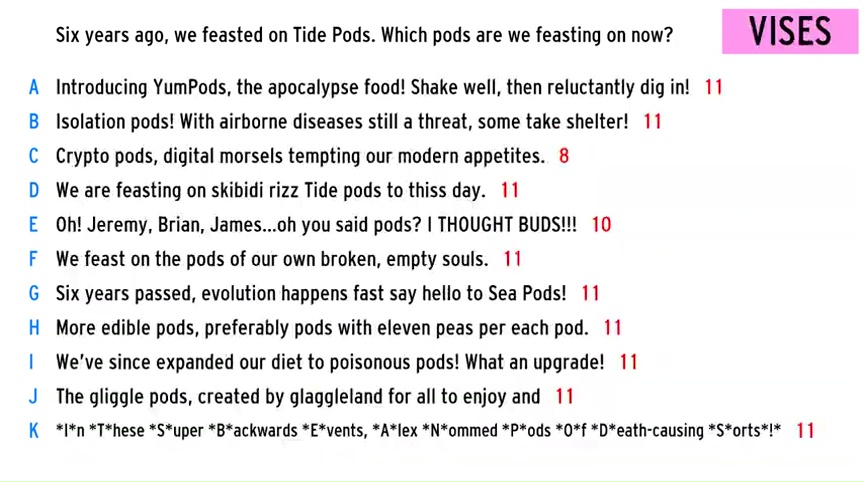 Six years ago, we feasted on Tide Pods. Which pods are we feasting on now?
VISES
A Introducing YumPods, the apocalypse food! Shake well, then reluctantly dig in! 11
B Isolation pods! With airborne diseases still a threat, some take shelter! 11
C Crypto pods, digital morsels tempting our modern appetites. 8
D We are feasting on skibidi rizz Tide pods to thiss day. 11
E Oh! Jeremy, Brian, James...oh you said pods? I THOUGHT BUDS!!! 10
F We feast on the pods of our own broken, empty souls. 11
G Six years passed, evolution happens fast say hello to Sea Pods! 11
H More edible pods, preferably pods with eleven peas per each pod. 11
I We've since expanded our diet to poisonous pods! What an upgrade! 11
J The gliggle pods, created by glaggleland for all to enjoy and 11
K *I*n *T*hese *S*uper *B*ackwards *E*vents, *A*lex *N*ommed *P*ods *O*f *D*eath-causing *S*orts*!* 11